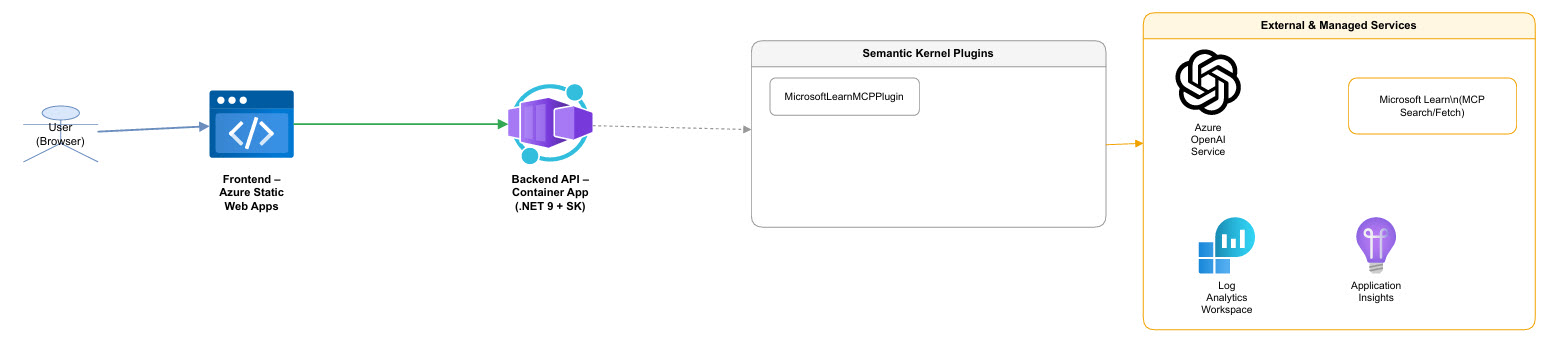 User
(Browser)
Frontend –
Azure Static
Web Apps
Backend API –
Container App
(.NET 9 + SK)
Semantic Kernel Plugins
MicrosoftLearnMCPPlugin
External & Managed Services
Azure
OpenAI
Service
Microsoft Learn\n(MCP
Search/Fetch)
Log
Analytics
Workspace
Application
Insights